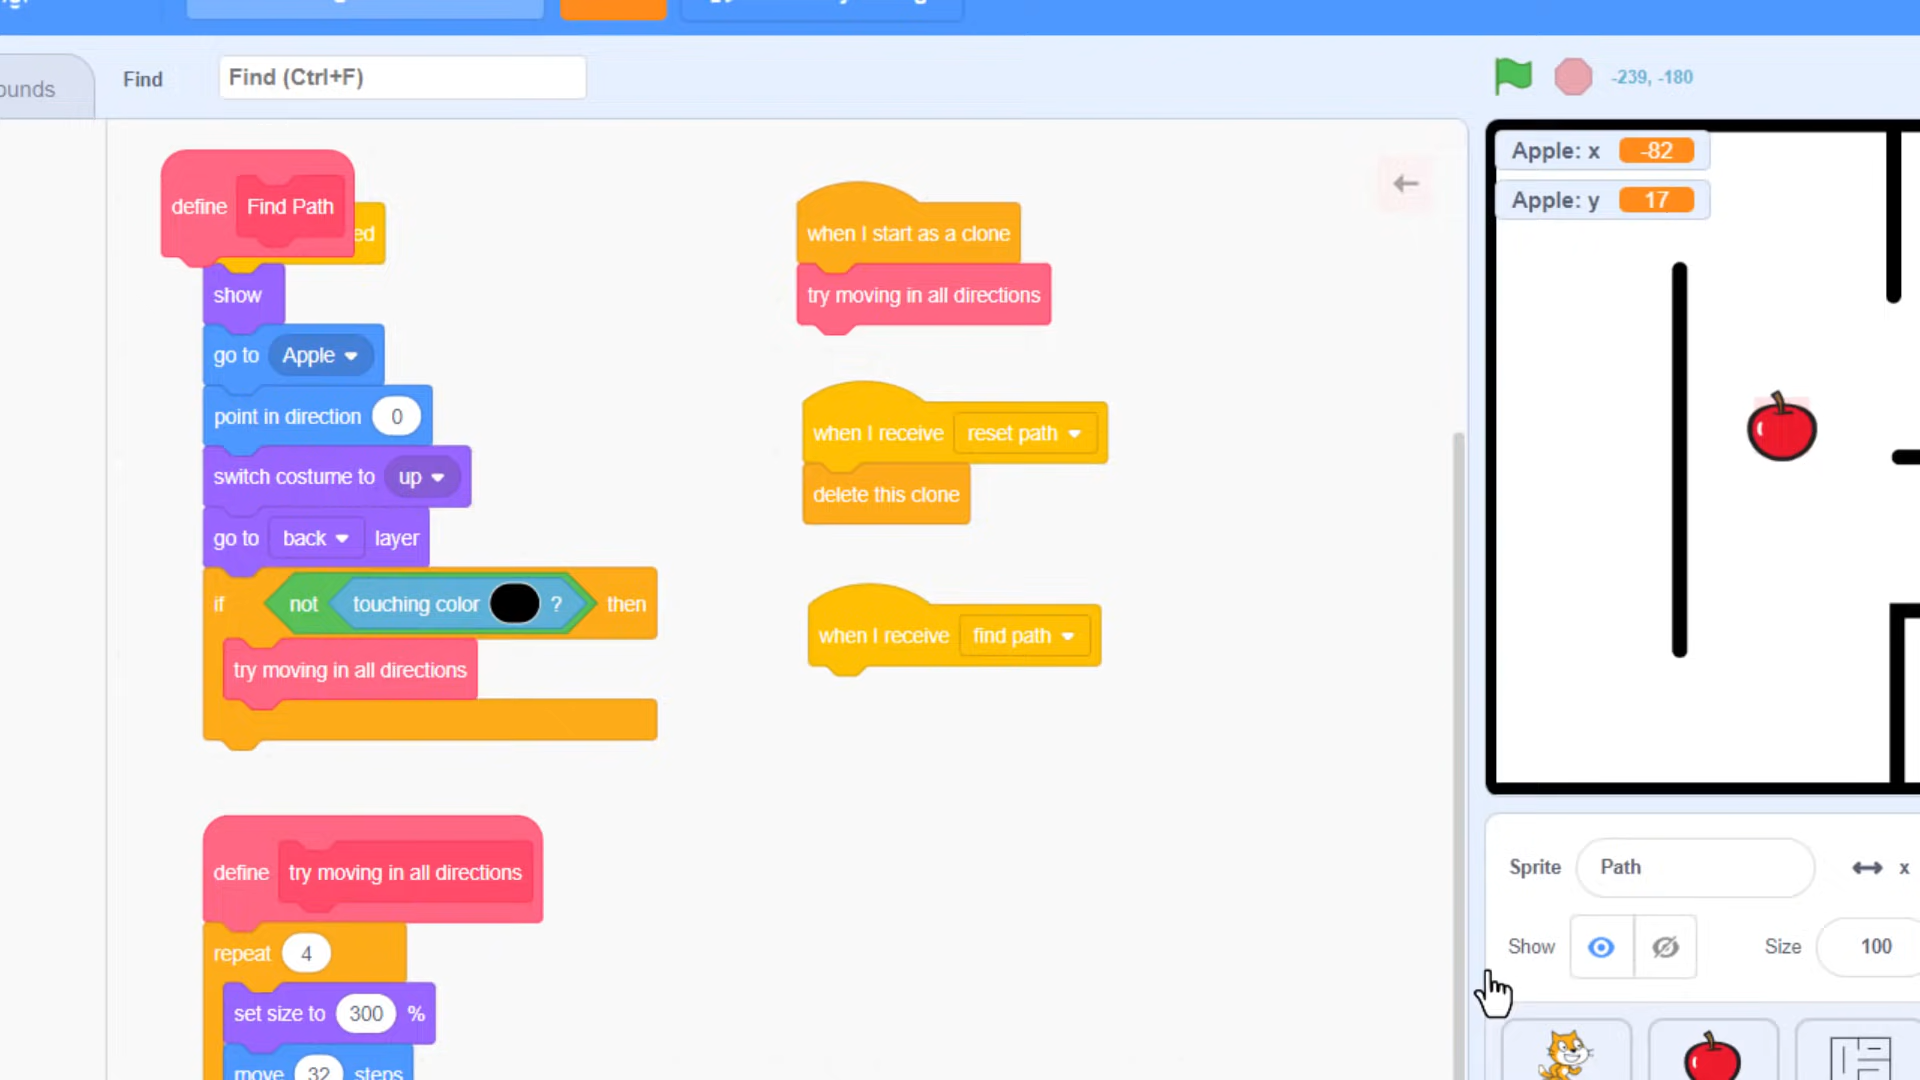 Find
Find (Ctrl+F)
-239, -180
ounds
define Find Path
ed
show
go to Apple
point in direction 0
switch costume to up
go to back layer
if not touching color ? then
try moving in all directions
define try moving in all directions
repeat 4
set size to 300 %
move 32 steps
when I start as a clone
try moving in all directions
when I receive reset path
delete this clone
when I receive find path
Apple: x -82
Apple: y 17
Sprite Path
x
Show
Size 100